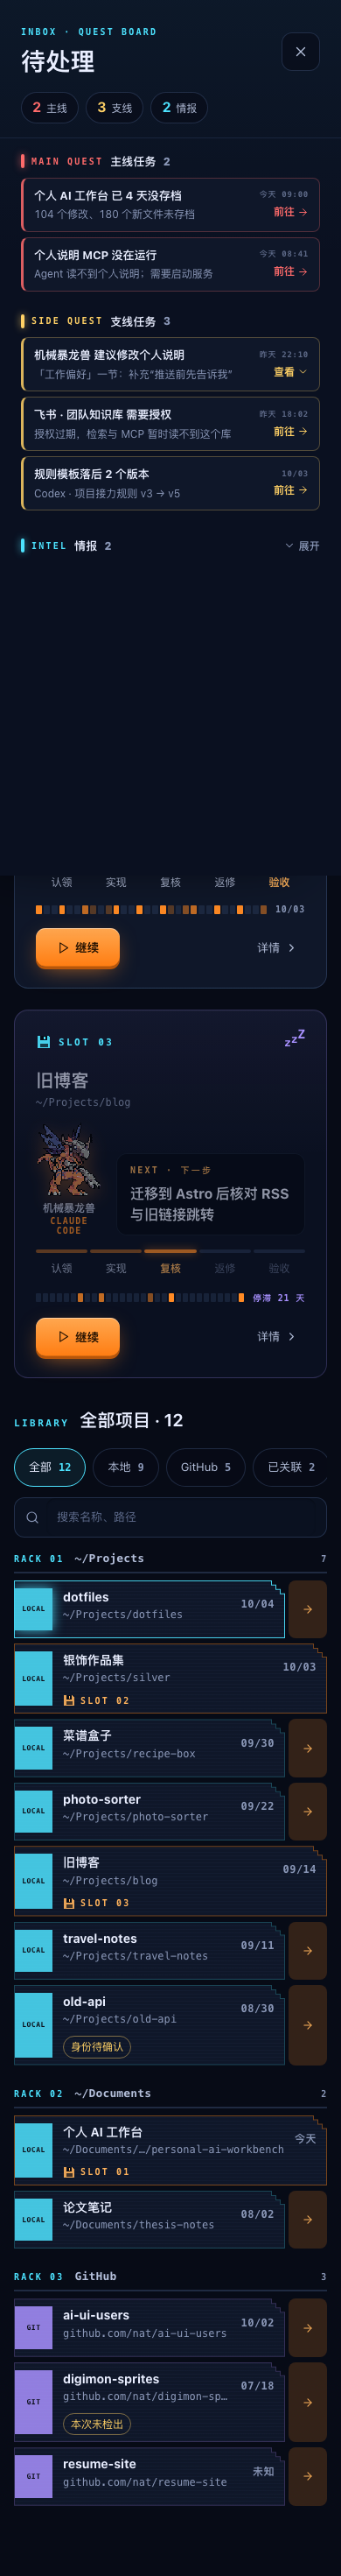 INBOX · QUEST BOARD
待处理
2 主线 3 支线 2 情报
MAIN QUEST 主线任务 2
个人 AI 工作台 已 4 天没存档 今天 09:00
104 个修改、180 个新文件未存档 前往 →
个人说明 MCP 没在运行 今天 08:41
Agent 读不到个人说明；需要启动服务 前往 →
SIDE QUEST 支线任务 3
机械暴龙兽 建议修改个人说明 昨天 22:10
「工作偏好」一节：补充“推送前先告诉我” 查看
飞书 · 团队知识库 需要授权 昨天 18:02
授权过期，检索与 MCP 暂时读不到这个库 前往 →
规则模板落后 2 个版本 10/03
Codex · 项目接力规则 v3 → v5 前往 →
INTEL 情报 2 展开
认领 实现 复核 返修 验收
10/03
继续 详情
SLOT 03 zzZ
旧博客
~/Projects/blog
机械暴龙兽
CLAUDE
CODE
NEXT · 下一步
迁移到 Astro 后核对 RSS
与旧链接跳转
认领 实现 复核 返修 验收
停滞 21 天
继续 详情
LIBRARY 全部项目 · 12
全部 12 本地 9 GitHub 5 已关联 2
搜索名称、路径
RACK 01 ~/Projects 7
LOCAL dotfiles 10/04
~/Projects/dotfiles →
LOCAL 银饰作品集 10/03
~/Projects/silver
SLOT 02
LOCAL 菜谱盒子 09/30
~/Projects/recipe-box →
LOCAL photo-sorter 09/22
~/Projects/photo-sorter →
LOCAL 旧博客 09/14
~/Projects/blog
SLOT 03
LOCAL travel-notes 09/11
~/Projects/travel-notes →
LOCAL old-api 08/30
~/Projects/old-api →
身份待确认
RACK 02 ~/Documents 2
LOCAL 个人 AI 工作台 今天
~/Documents/…/personal-ai-workbench
SLOT 01
LOCAL 论文笔记 08/02
~/Documents/thesis-notes →
RACK 03 GitHub 3
GIT ai-ui-users 10/02
github.com/nat/ai-ui-users →
GIT digimon-sprites 07/18
github.com/nat/digimon-sp… →
本次未检出
GIT resume-site 未知
github.com/nat/resume-site →